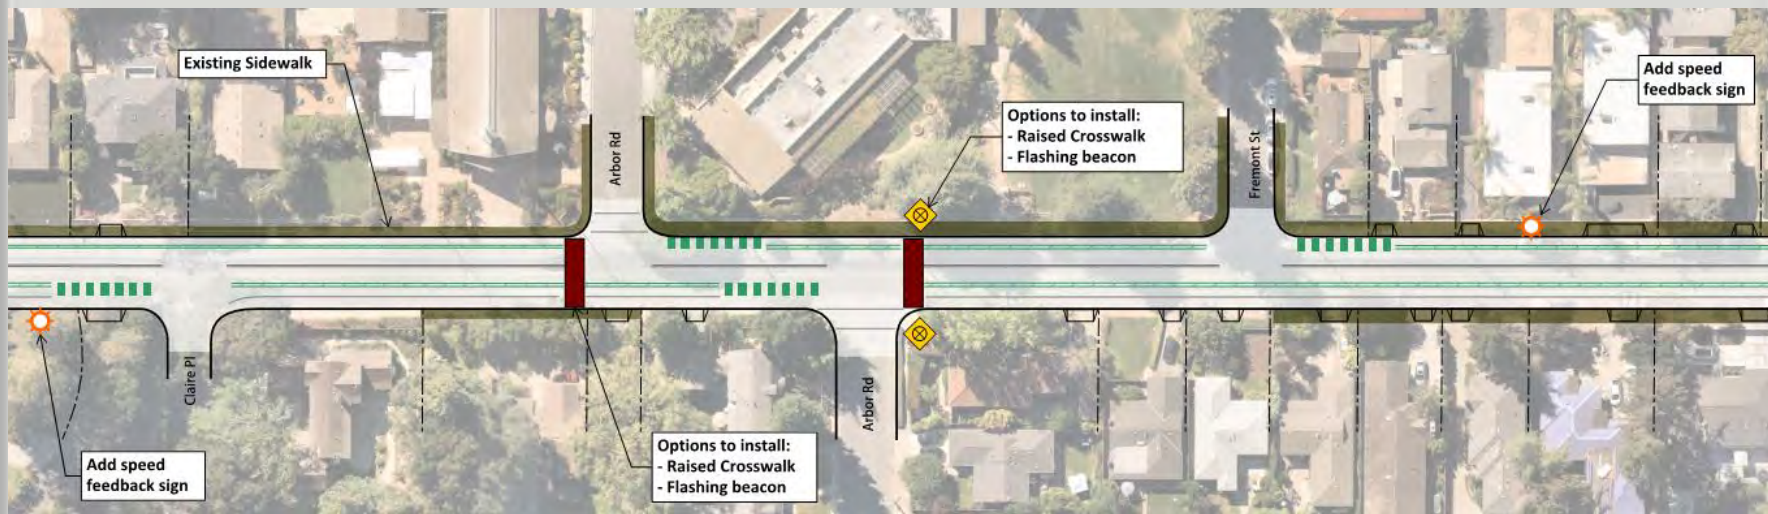 Existing Sidewalk
Arbor Rd
Options to install:
- Raised Crosswalk
- Flashing beacon
Fremont St
Add speed
feedback sign
Claire Pl
Arbor Rd
Add speed
feedback sign
Options to install:
- Raised Crosswalk
- Flashing beacon